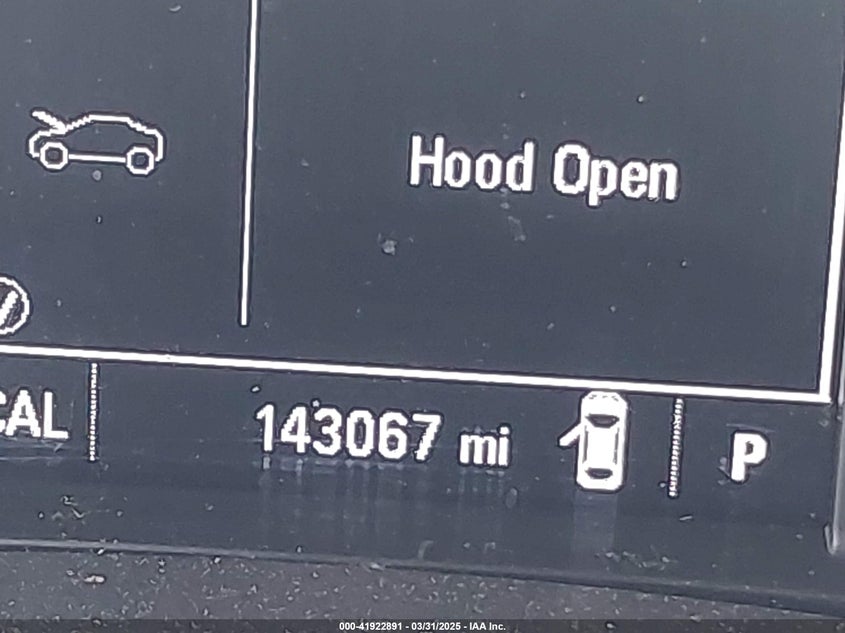 Hood Open
CAL
143067 mi
P
000-41922891 - 03/31/2025 - IAA Inc.